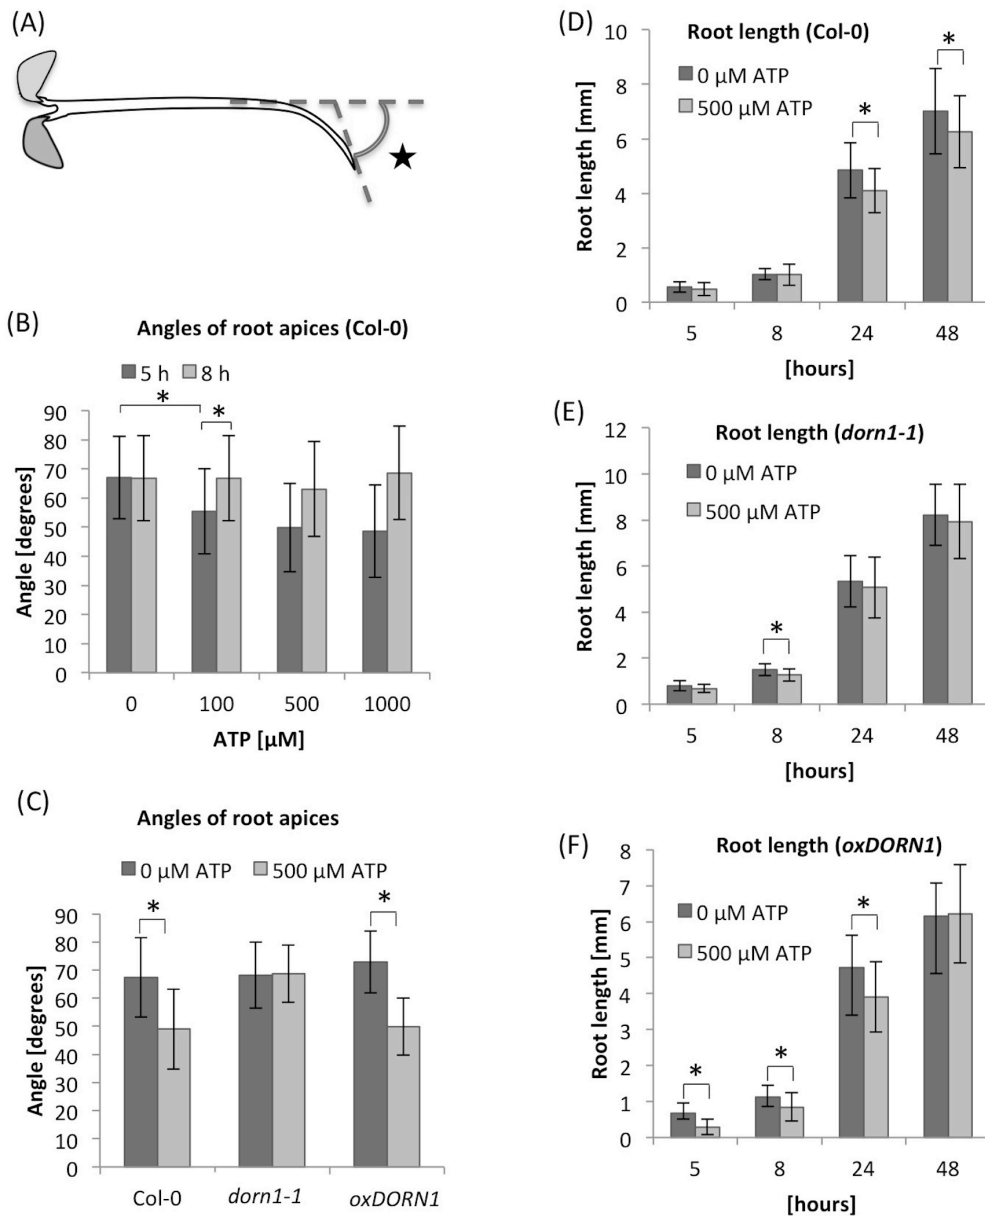 (A)
(B)
Angles of root apices (Col-0)
5 h 8 h
*
*
Angle [degrees]
90
80
70
60
50
40
30
20
10
0
0 100 500 1000
ATP [µM]
(C)
Angles of root apices
0 µM ATP 500 µM ATP
*
*
Angle [degrees]
90
80
70
60
50
40
30
20
10
0
Col-0 dorn1-1 oxDORN1
(D)
Root length (Col-0)
0 µM ATP
500 µM ATP
*
*
Root length [mm]
10
8
6
4
2
0
5 8 24 48
[hours]
(E)
Root length (dorn1-1)
0 µM ATP
500 µM ATP
*
Root length [mm]
12
10
8
6
4
2
0
5 8 24 48
[hours]
(F)
Root length (oxDORN1)
0 µM ATP
500 µM ATP
*
*
*
Root length [mm]
8
7
6
5
4
3
2
1
0
5 8 24 48
[hours]